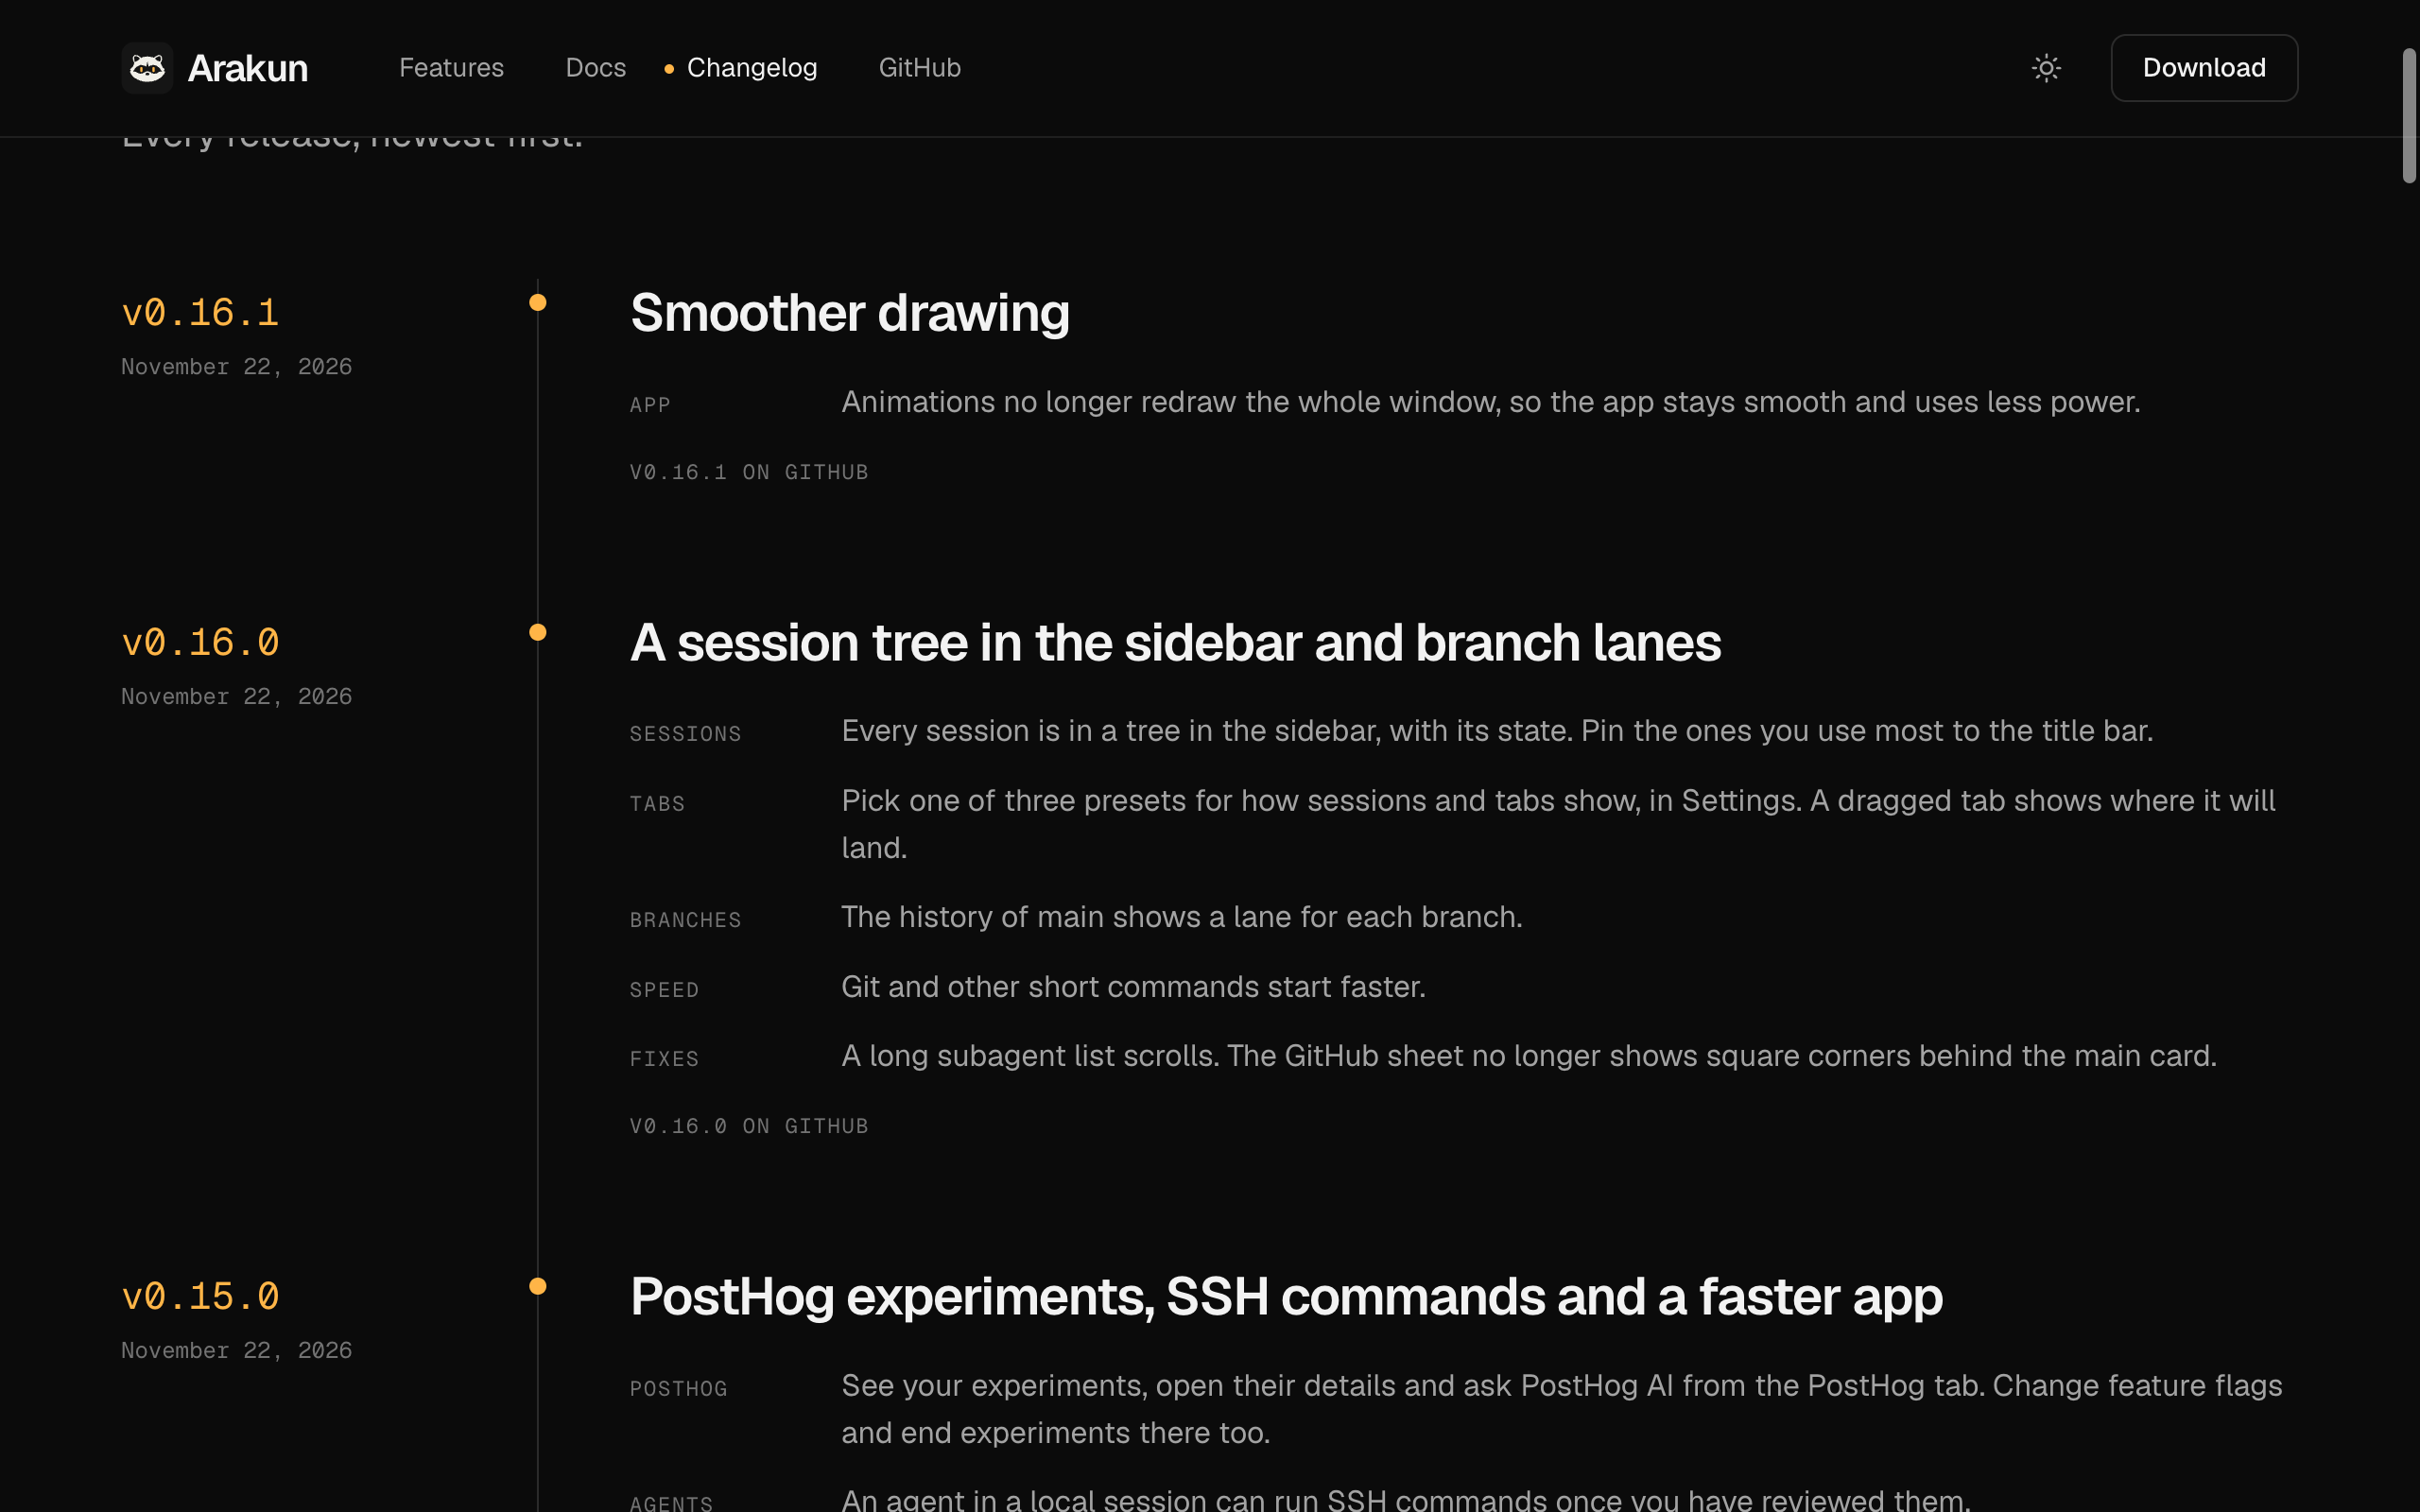 Arakun
Features
Docs
Changelog
GitHub
Download
Every release, newest first.
v0.16.1
November 22, 2026
Smoother drawing
APP
Animations no longer redraw the whole window, so the app stays smooth and uses less power.
V0.16.1 ON GITHUB
v0.16.0
November 22, 2026
A session tree in the sidebar and branch lanes
SESSIONS
Every session is in a tree in the sidebar, with its state. Pin the ones you use most to the title bar.
TABS
Pick one of three presets for how sessions and tabs show, in Settings. A dragged tab shows where it will
land.
BRANCHES
The history of main shows a lane for each branch.
SPEED
Git and other short commands start faster.
FIXES
A long subagent list scrolls. The GitHub sheet no longer shows square corners behind the main card.
V0.16.0 ON GITHUB
v0.15.0
November 22, 2026
PostHog experiments, SSH commands and a faster app
POSTHOG
See your experiments, open their details and ask PostHog AI from the PostHog tab. Change feature flags
and end experiments there too.
AGENTS
An agent in a local session can run SSH commands once you have reviewed them.